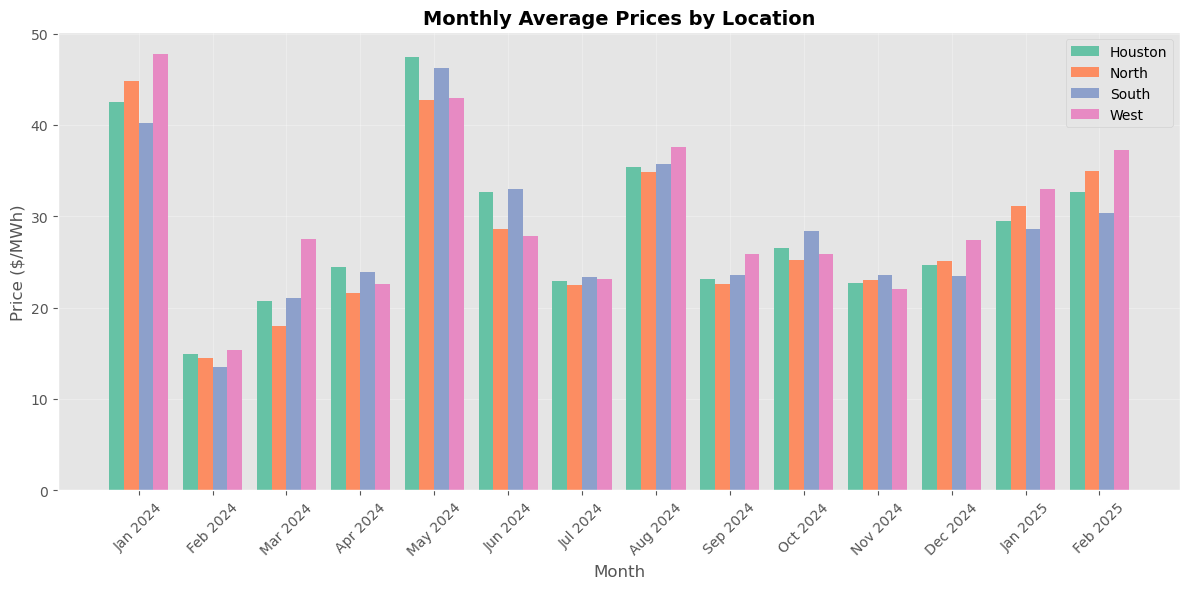 Monthly Average Prices by Location
Price ($/MWh)
50
40
30
20
10
0
Houston
North
South
West
Jan 2024
Feb 2024
Mar 2024
Apr 2024
May 2024
Jun 2024
Jul 2024
Aug 2024
Sep 2024
Oct 2024
Nov 2024
Dec 2024
Jan 2025
Feb 2025
Month